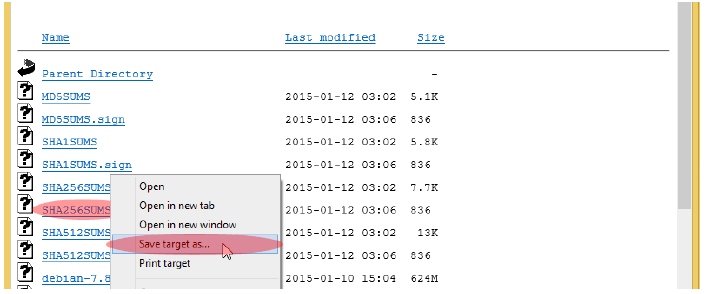 Name Last modified Size
Parent Directory -
MD5SUMS 2015-01-12 03:02 5.1K
MD5SUMS.sign 2015-01-12 03:06 836
SHA1SUMS 2015-01-12 03:02 5.8K
SHA1SUMS.sign 2015-01-12 03:06 836
SHA256SUMS 2015-01-12 03:02 7.7K
SHA256SUMS 2015-01-12 03:06 836
SHA512SUMS 2015-01-12 03:02 13K
SHA512SUMS 2015-01-12 03:06 836
debian-7.8 2015-01-10 15:04 624M
Open
Open in new tab
Open in new window
Save target as...
Print target